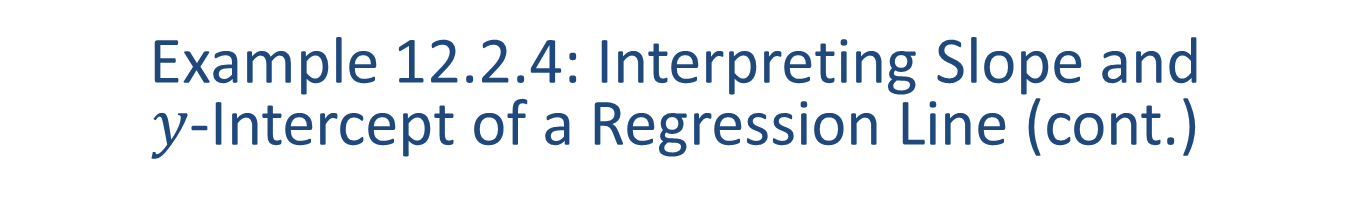 Example 12.2.4: Interpreting Slope and
y-Intercept of a Regression Line (cont.)